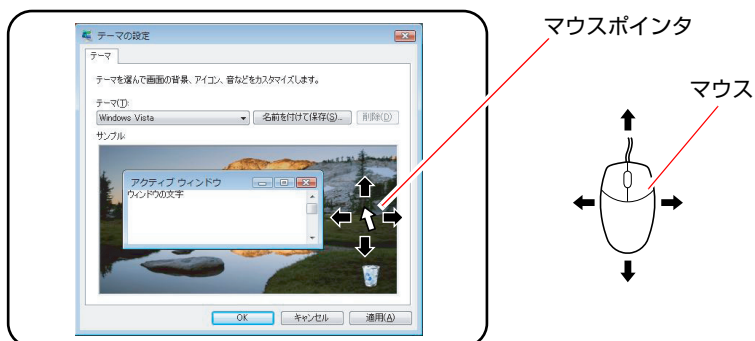 マウスポインタ
テーマの設定
テーマ
テーマを選んで画面の背景、アイコン、音などをカスタマイズします。
テーマ(T):
Windows Vista
名前を付けて保存(S)...
削除(D)
サンプル:
アクティブ ウィンドウ
ウィンドウの文字
OK
キャンセル
適用(A)
マウス